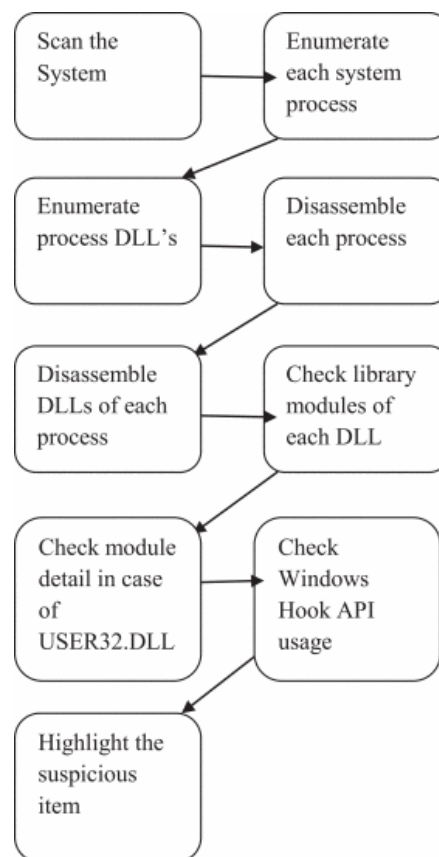 Scan the
System
Enumerate
each system
process
Enumerate
process DLL’s
Disassemble
each process
Disassemble
DLLs of each
process
Check library
modules of
each DLL
Check module
detail in case
of
USER32.DLL
Check
Windows
Hook API
usage
Highlight the
suspicious
item